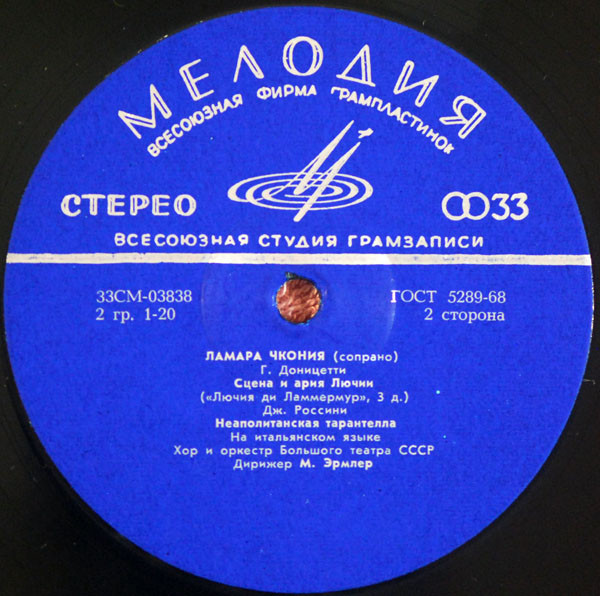 МЕЛОДИЯ
ВСЕСОЮЗНАЯ ФИРМА ГРАМПЛАСТИНОК
СТЕРЕО
33
ВСЕСОЮЗНАЯ СТУДИЯ ГРАМЗАПИСИ
33СМ-03838 ГОСТ 5289-68
2 гр. 1-20 2 сторона
ЛАМАРА ЧКОНИЯ (сопрано)
Г. Доницетти
Сцена и ария Лючии
(«Лючия ди Ламмермур», 3 д.)
Дж. Россини
Неаполитанская тарантелла
На итальянском языке
Хор и оркестр Большого театра СССР
Дирижер М. Эрмлер